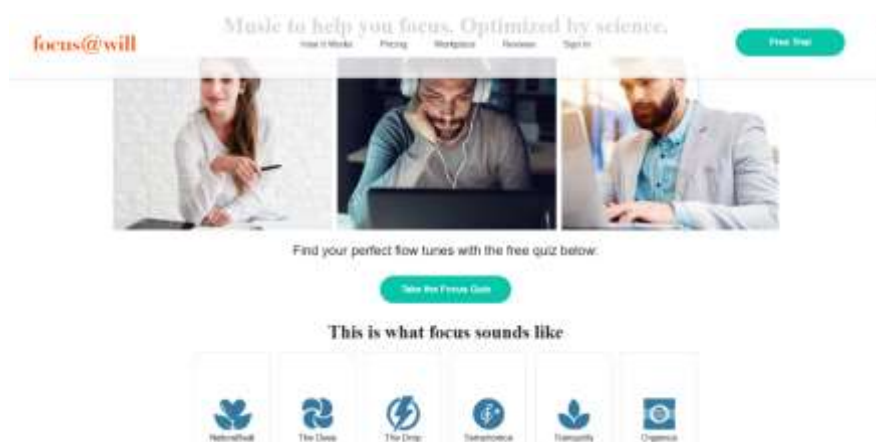 Music to help you focus. Optimized by science.
focus@will
How It Works Pricing Workplace Reviews Sign In
Free Trial
Find your perfect flow tunes with the free quiz below:
Take the Focus Quiz
This is what focus sounds like
The Deep The Drop Tranquility